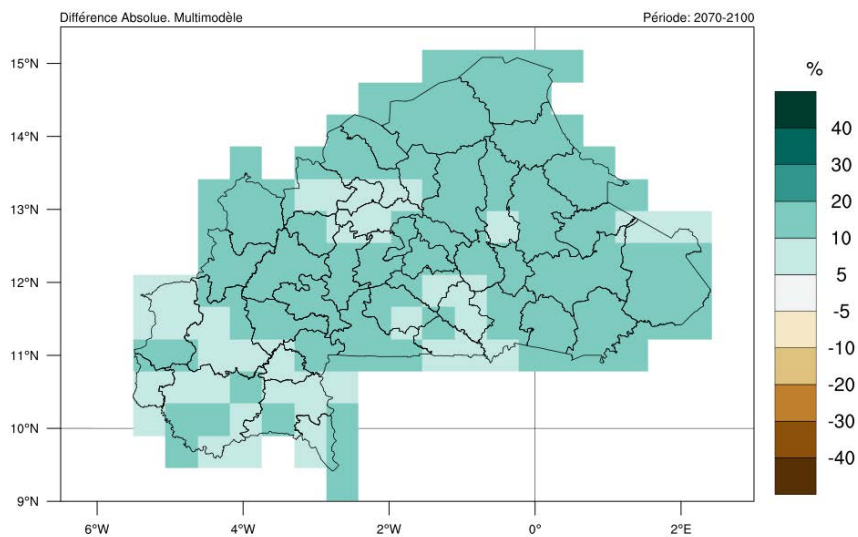 Différence Absolue. Multimodèle
Période: 2070-2100
%
15°N
14°N
13°N
12°N
11°N
10°N
9°N
6°W
4°W
2°W
0°
2°E
40
30
20
10
5
-5
-10
-20
-30
-40